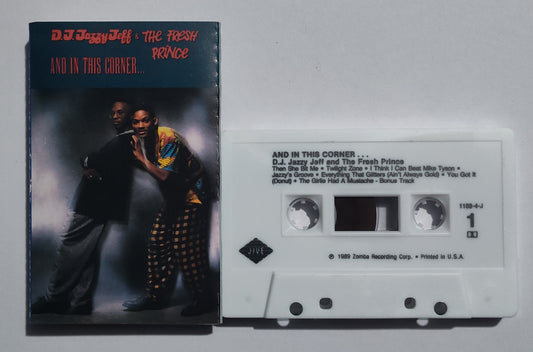 D.J. Jazzy Jeff & THE FRESH
PRINCE
AND IN THIS CORNER...
AND IN THIS CORNER . . .
D.J. Jazzy Jeff and The Fresh Prince
Then She Bit Me • Twilight Zone • I Think I Can Beat Mike Tyson •
Jazzy's Groove • Everything That Glitters (Ain't Always Gold) • You Got It
(Donut) • The Girlie Had A Mustache - Bonus Track
1188-4-J
1
JIVE
℗ 1989 Zomba Recording Corp. • Printed in U.S.A.